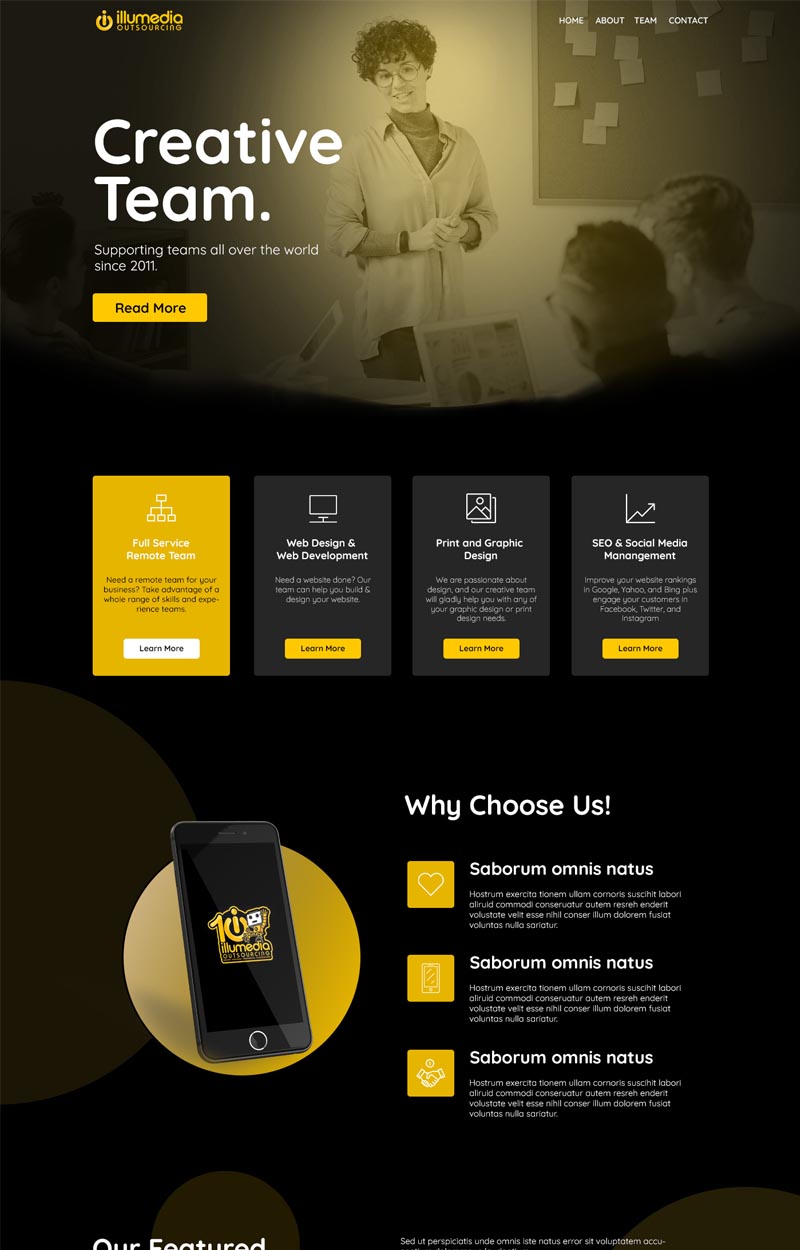 illumedia
OUTSOURCING
HOME ABOUT TEAM CONTACT
Creative
Team.
Supporting teams all over the world
since 2011.
Read More
Full Service
Remote Team
Need a remote team for your
business? Take advantage of a
whole range of skills and expe-
rience teams.
Learn More
Web Design &
Web Development
Need a website done? Our
team can help you build &
design your website.
Learn More
Print and Graphic
Design
We are passionate about
design, and our creative team
will gladly help you with any of
your graphic design or print
design needs.
Learn More
SEO & Social Media
Manangement
Improve your website rankings
in Google, Yahoo, and Bing plus
engage your customers in
Facebook, Twitter, and
Instagram
Learn More
Why Choose Us!
10
illumedia
OUTSOURCING
Saborum omnis natus
Hostrum exercita tionem ullam cornoris suscihit labori
aliruid commodi conseruatur autem resreh enderit
volustate velit esse nihil conser illum dolorem fusiat
voluntas nulla sariatur.
Saborum omnis natus
Hostrum exercita tionem ullam cornoris suscihit labori
aliruid commodi conseruatur autem resreh enderit
volustate velit esse nihil conser illum dolorem fusiat
voluntas nulla sariatur.
Saborum omnis natus
Hostrum exercita tionem ullam cornoris suscihit labori
aliruid commodi conseruatur autem resreh enderit
volustate velit esse nihil conser illum dolorem fusiat
voluntas nulla sariatur.
Our Featured
Sed ut perspiciatis unde omnis iste natus error sit voluptatem accu-